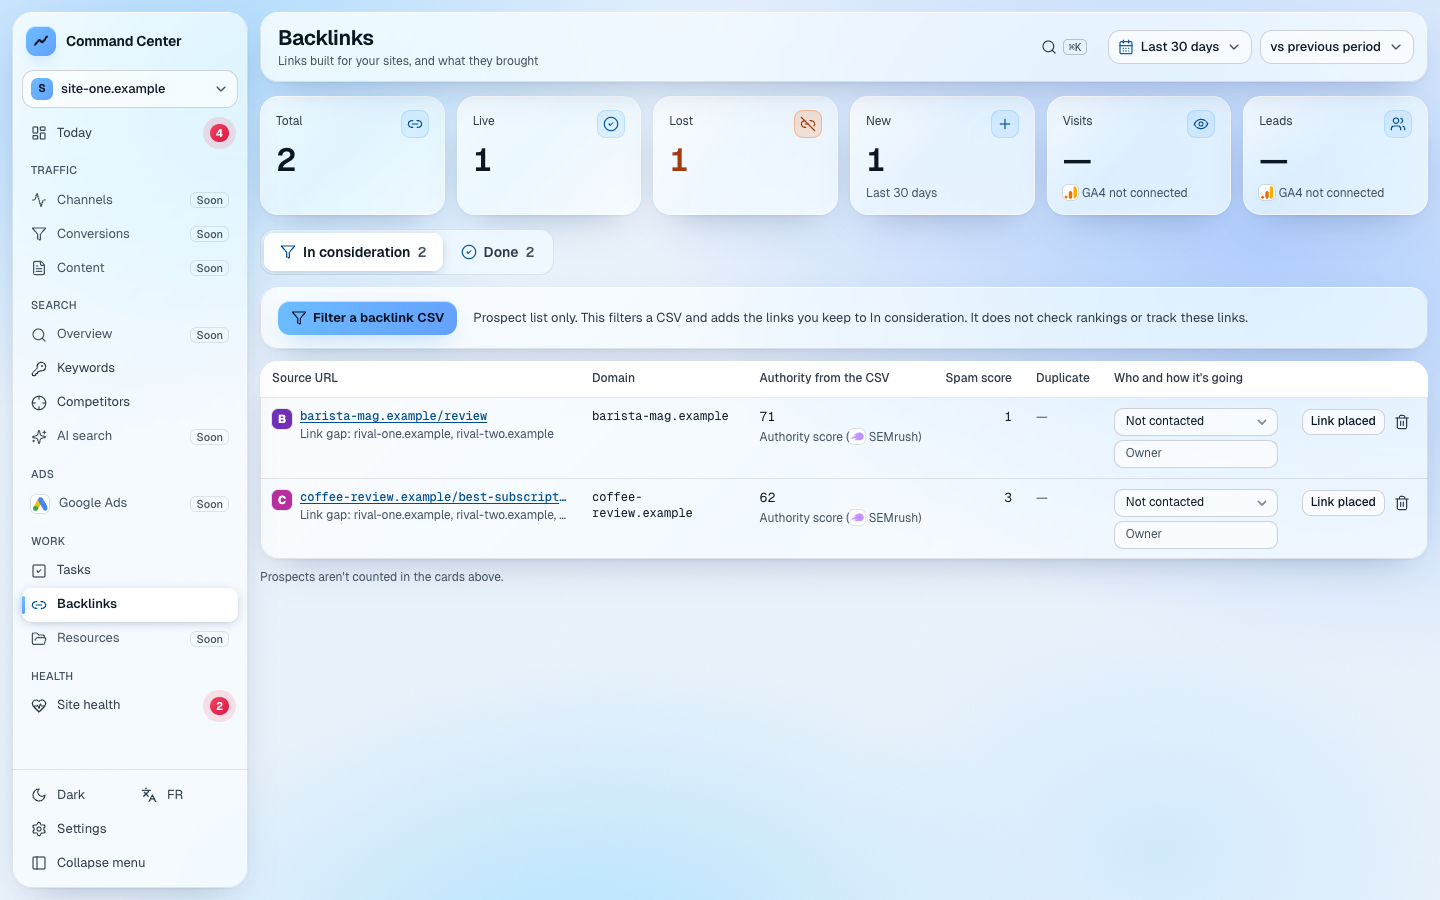 Command Center
S site-one.example
Today 4
TRAFFIC
Channels Soon
Conversions Soon
Content Soon
SEARCH
Overview Soon
Keywords
Competitors
AI search Soon
ADS
Google Ads Soon
WORK
Tasks
Backlinks
Resources Soon
HEALTH
Site health 2
Dark FR
Settings
Collapse menu
Backlinks
Links built for your sites, and what they brought
⌘K
Last 30 days
vs previous period
Total
2
Live
1
Lost
1
New
1
Last 30 days
Visits
—
GA4 not connected
Leads
—
GA4 not connected
In consideration 2
Done 2
Filter a backlink CSV
Prospect list only. This filters a CSV and adds the links you keep to In consideration. It does not check rankings or track these links.
Source URL Domain Authority from the CSV Spam score Duplicate Who and how it's going
B barista-mag.example/review barista-mag.example 71 1 — Not contacted Link placed
Link gap: rival-one.example, rival-two.example Authority score (SEMrush)
Owner
C coffee-review.example/best-subscript… coffee- 62 3 — Not contacted Link placed
Link gap: rival-one.example, rival-two.example, … review.example Authority score (SEMrush)
Owner
Prospects aren't counted in the cards above.